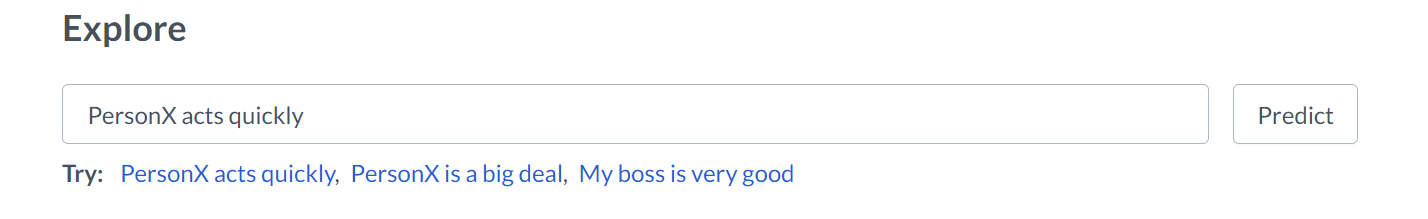 Explore
PersonX acts quickly Predict
Try: PersonX acts quickly, PersonX is a big deal, My boss is very good